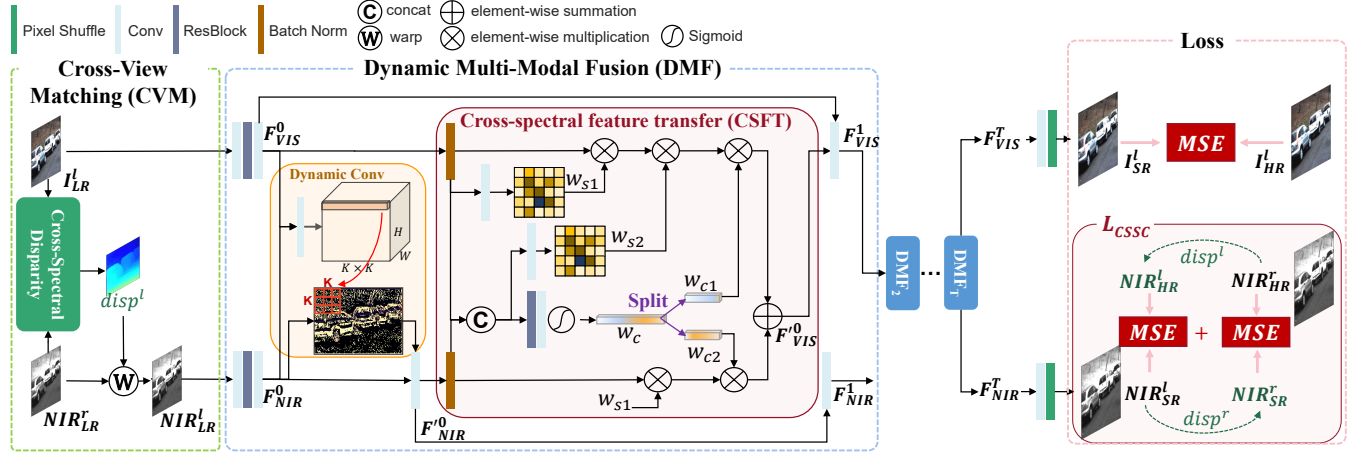 Pixel Shuffle
Conv
ResBlock
Batch Norm
C concat
W warp
element-wise summation
element-wise multiplication
Sigmoid
Cross-View
Matching (CVM)
I^l_LR
Cross-Spectral
Disparity
disp^l
W
NIR^r_LR
NIR^l_LR
Dynamic Multi-Modal Fusion (DMF)
F^0_VIS
Dynamic Conv
H
W
K × K
K
K
F^0_NIR
F'^0_NIR
Cross-spectral feature transfer (CSFT)
w_s1
w_s2
C
Split
w_c
w_c1
w_c2
w_s1
F'^0_VIS
F^1_VIS
F^1_NIR
DMF_2
...
DMF_T
F^T_VIS
F^T_NIR
Loss
I^l_SR
MSE
I^l_HR
L_CSSC
disp^l
NIR^l_HR
NIR^r_HR
MSE + MSE
NIR^l_SR
NIR^r_SR
disp^r